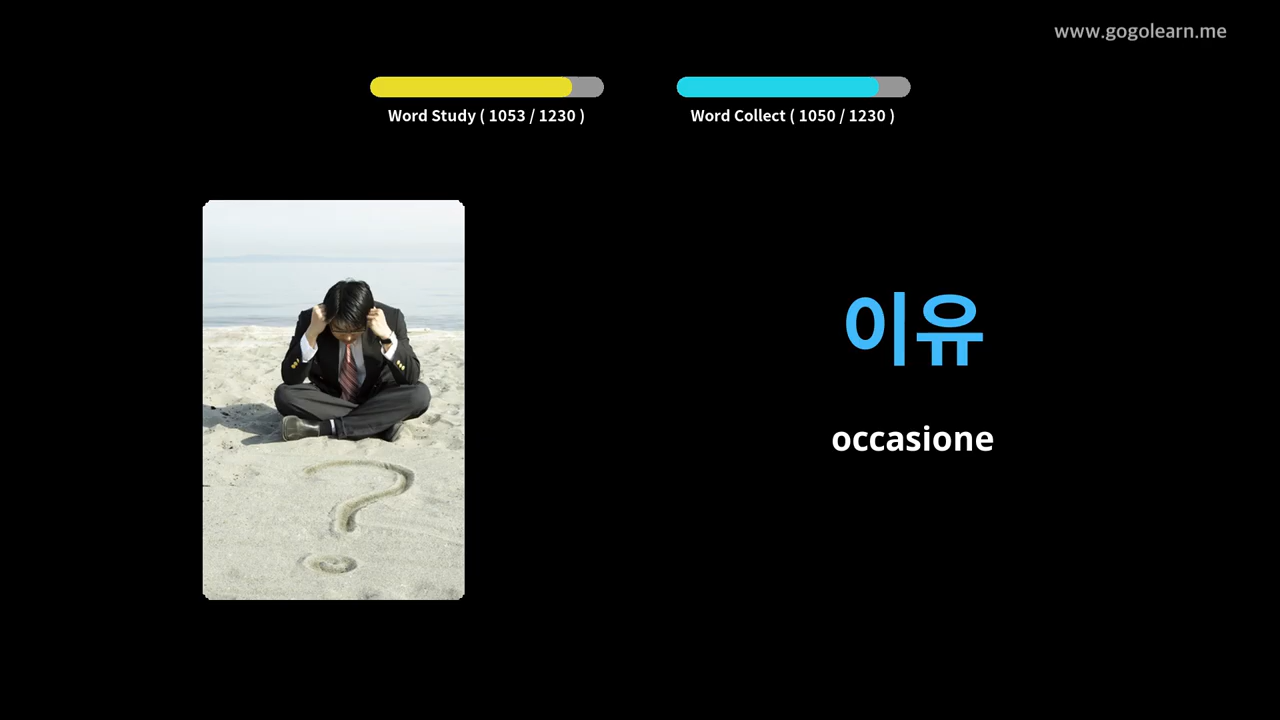 www.gogolearn.me
Word Study ( 1053 / 1230 )
Word Collect ( 1050 / 1230 )
이유
occasione
?